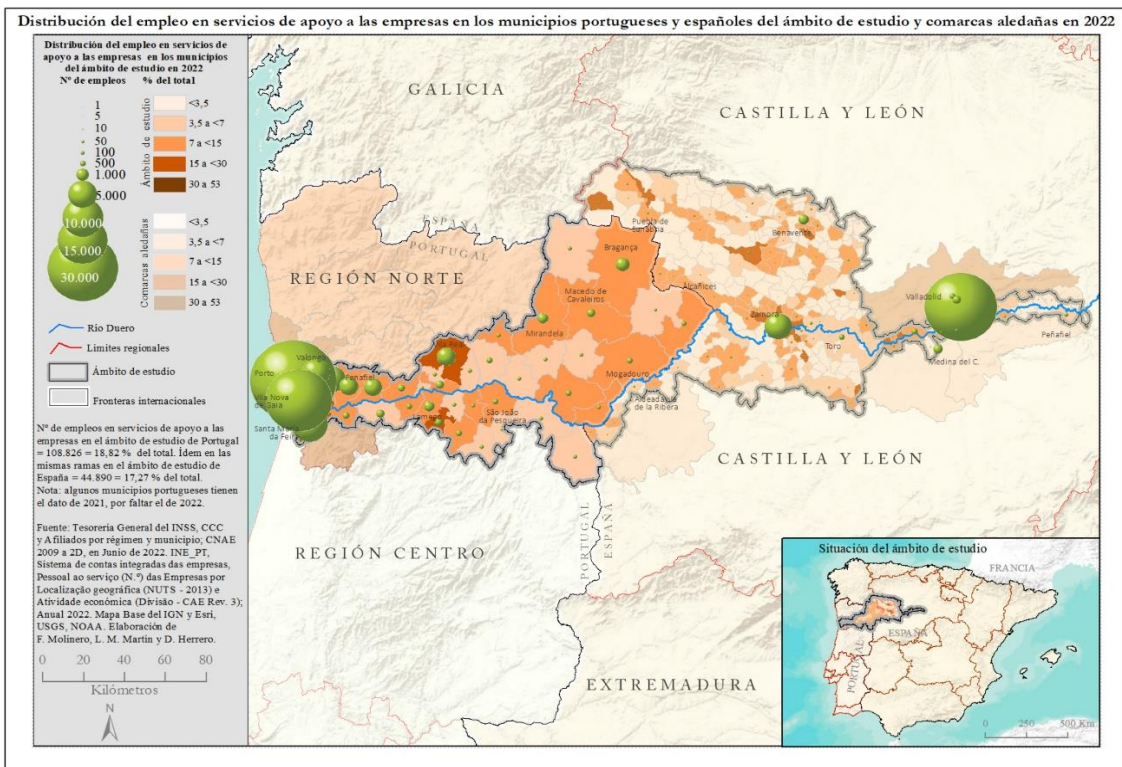 Distribución del empleo en servicios de apoyo a las empresas en los municipios portugueses y españoles del ámbito de estudio y comarcas aledañas en 2022
Distribución del empleo en servicios de
apoyo a las empresas en los municipios
del ámbito de estudio en 2022
Nº de empleos % del total
1
5
10
50
100
500
1.000
5.000
10.000
15.000
30.000
Ámbito de estudio
<3,5
3,5 a <7
7 a <15
15 a <30
30 a 53
Comarcas aledañas
<3,5
3,5 a <7
7 a <15
15 a <30
30 a 53
Río Duero
Limites regionales
Ámbito de estudio
Fronteras internacionales
Nº de empleos en servicios de apoyo a las
empresas en el ámbito de estudio de Portugal
= 108.826 = 18,82 % del total. Ídem en las
mismas ramas en el ámbito de estudio de
España = 44.890 = 17,27 % del total.
Nota: algunos municipios portugueses tienen
el dato de 2021, por faltar el de 2022.
Fuente: Tesorería General del INSS, CCC
y Afiliados por régimen y municipio; CNAE
2009 a 2D, en Junio de 2022. INE_PT,
Sistema de contas integradas das empresas,
Pessoal ao serviço (N.º) das Empresas por
Localização geográfica (NUTS - 2013) e
Atividade económica (Divisão - CAE Rev. 3);
Anual 2022. Mapa Base del IGN y Esri,
USGS, NOAA. Elaboración de
F. Molinero, L. M. Martín y D. Herrero.
0 20 40 60 80
Kilómetros
N
GALICIA
CASTILLA Y LEÓN
ESPAÑA
PORTUGAL
REGIÓN NORTE
Puebla de
Sanabria
Benavente
Bragança
Alcañices
Macedo de
Cavaleiros
Mirandela
Valladolid
Zamora
Toro
Peñafiel
Medina del C.
Vila Real
Valongo
Porto
Penafiel
Vila Nova
de Gaia
Santa Maria
da Feira
Lamego
São João
da Pesqueira
Mogadouro
Aldeadávila
de la Ribera
CASTILLA Y LEÓN
REGIÓN CENTRO
PORTUGAL
ESPAÑA
EXTREMADURA
Situación del ámbito de estudio
FRANCIA
ESPAÑA
PORTUGAL
0 250 500 Km